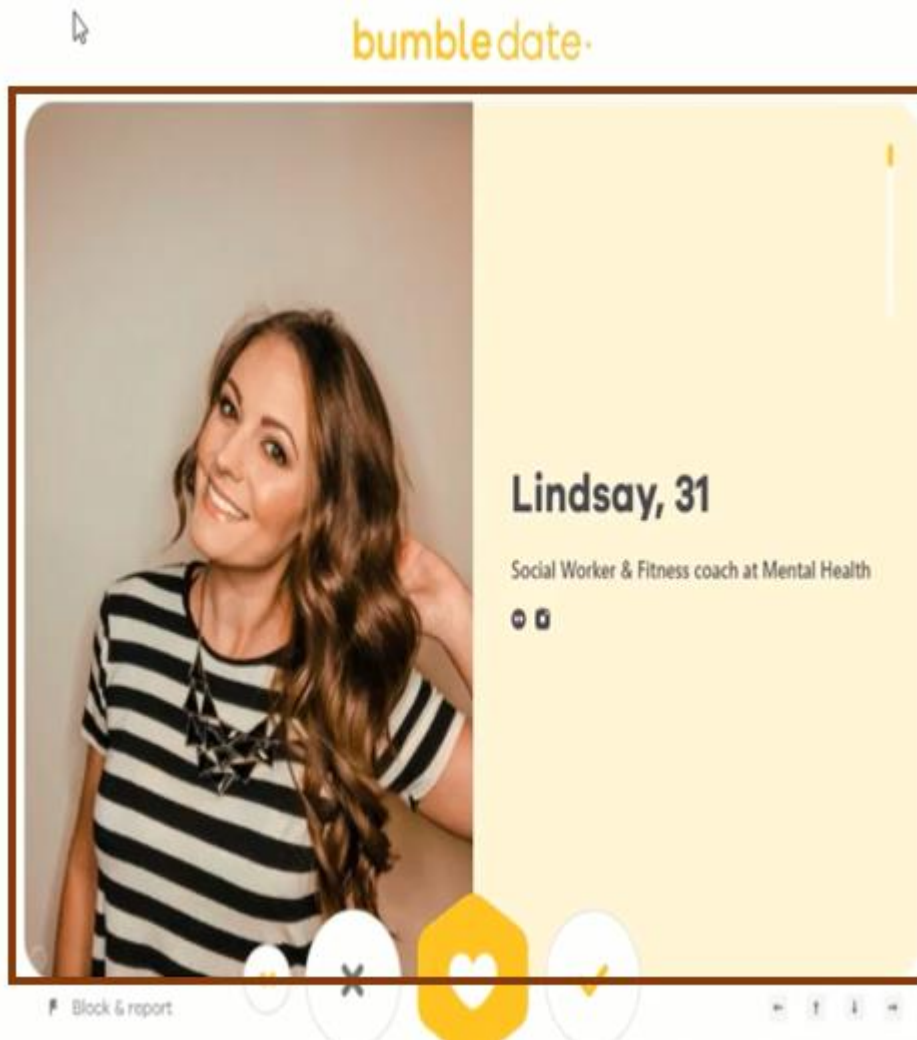 bumble date
Lindsay, 31
Social Worker & Fitness coach at Mental Health
Block & report